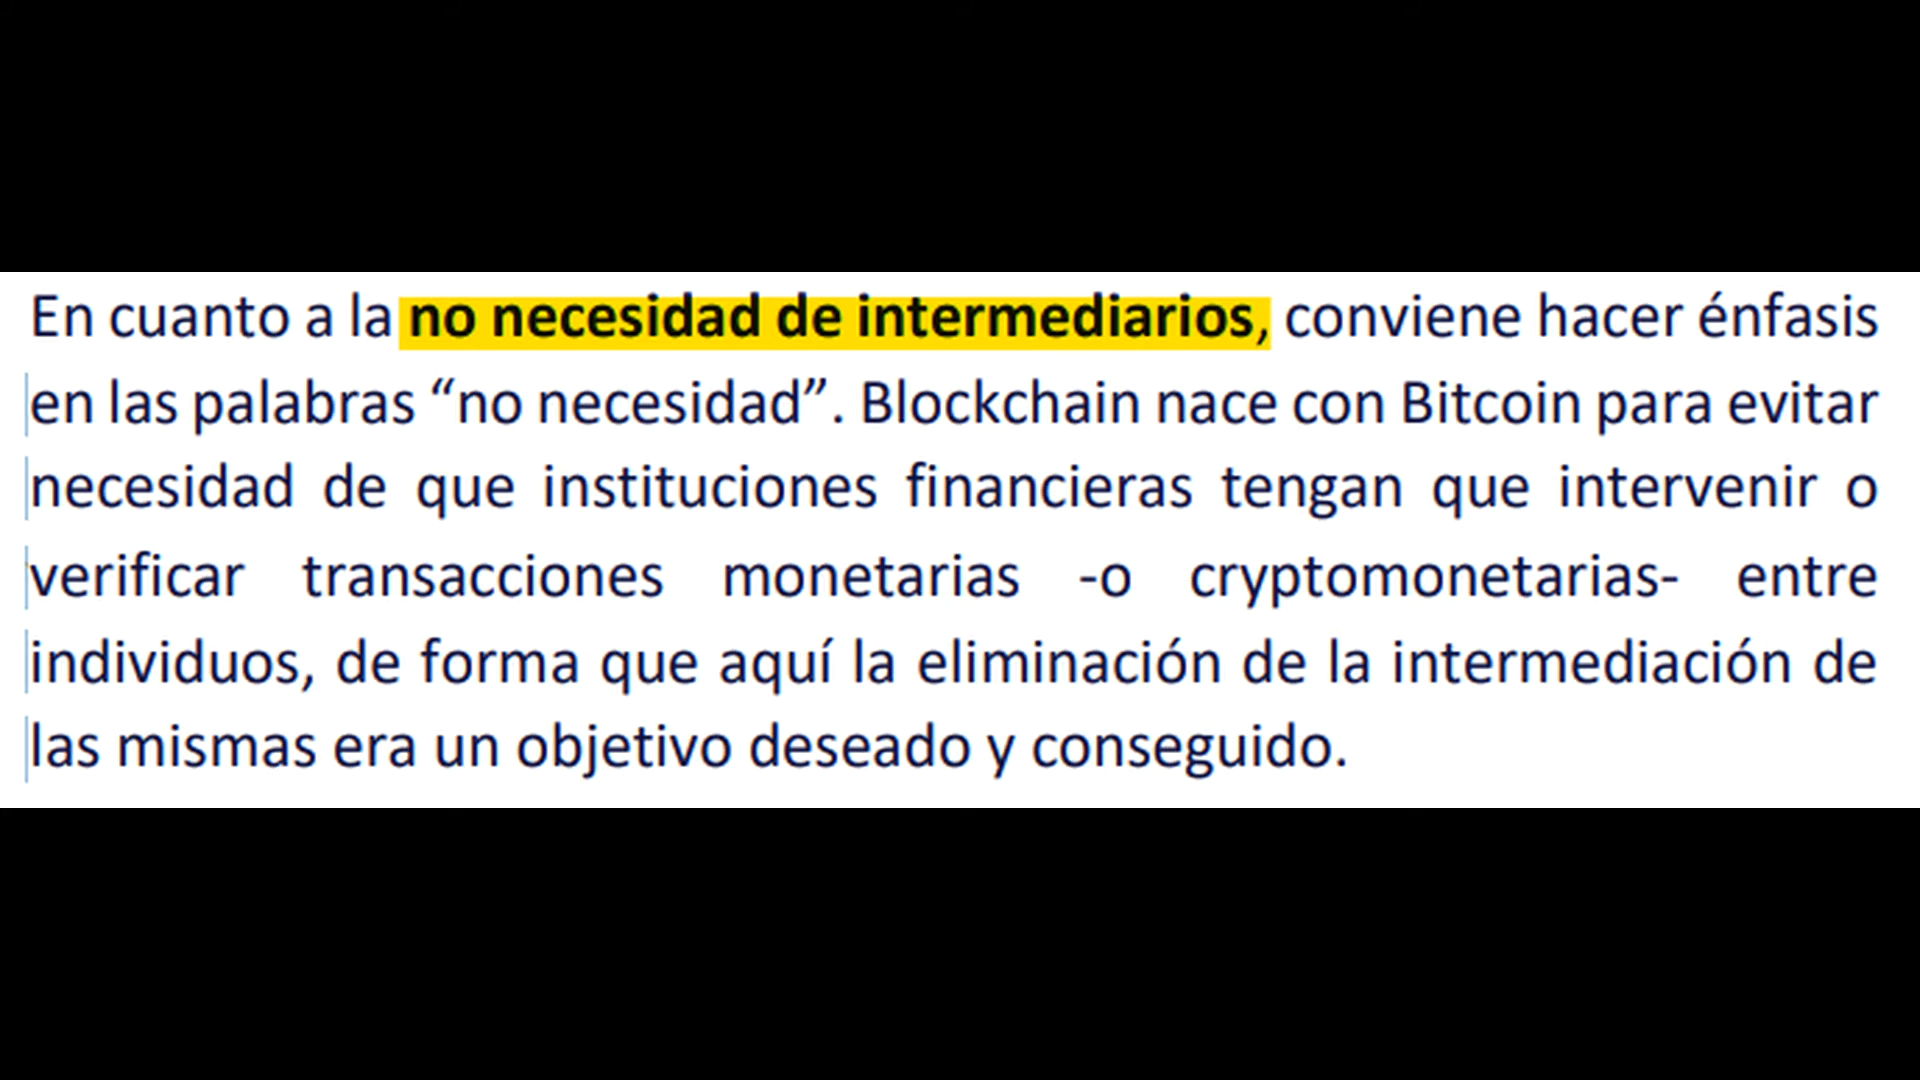 En cuanto a la no necesidad de intermediarios, conviene hacer énfasis
en las palabras “no necesidad”. Blockchain nace con Bitcoin para evitar
necesidad de que instituciones financieras tengan que intervenir o
verificar transacciones monetarias -o cryptomonetarias- entre
individuos, de forma que aquí la eliminación de la intermediación de
las mismas era un objetivo deseado y conseguido.